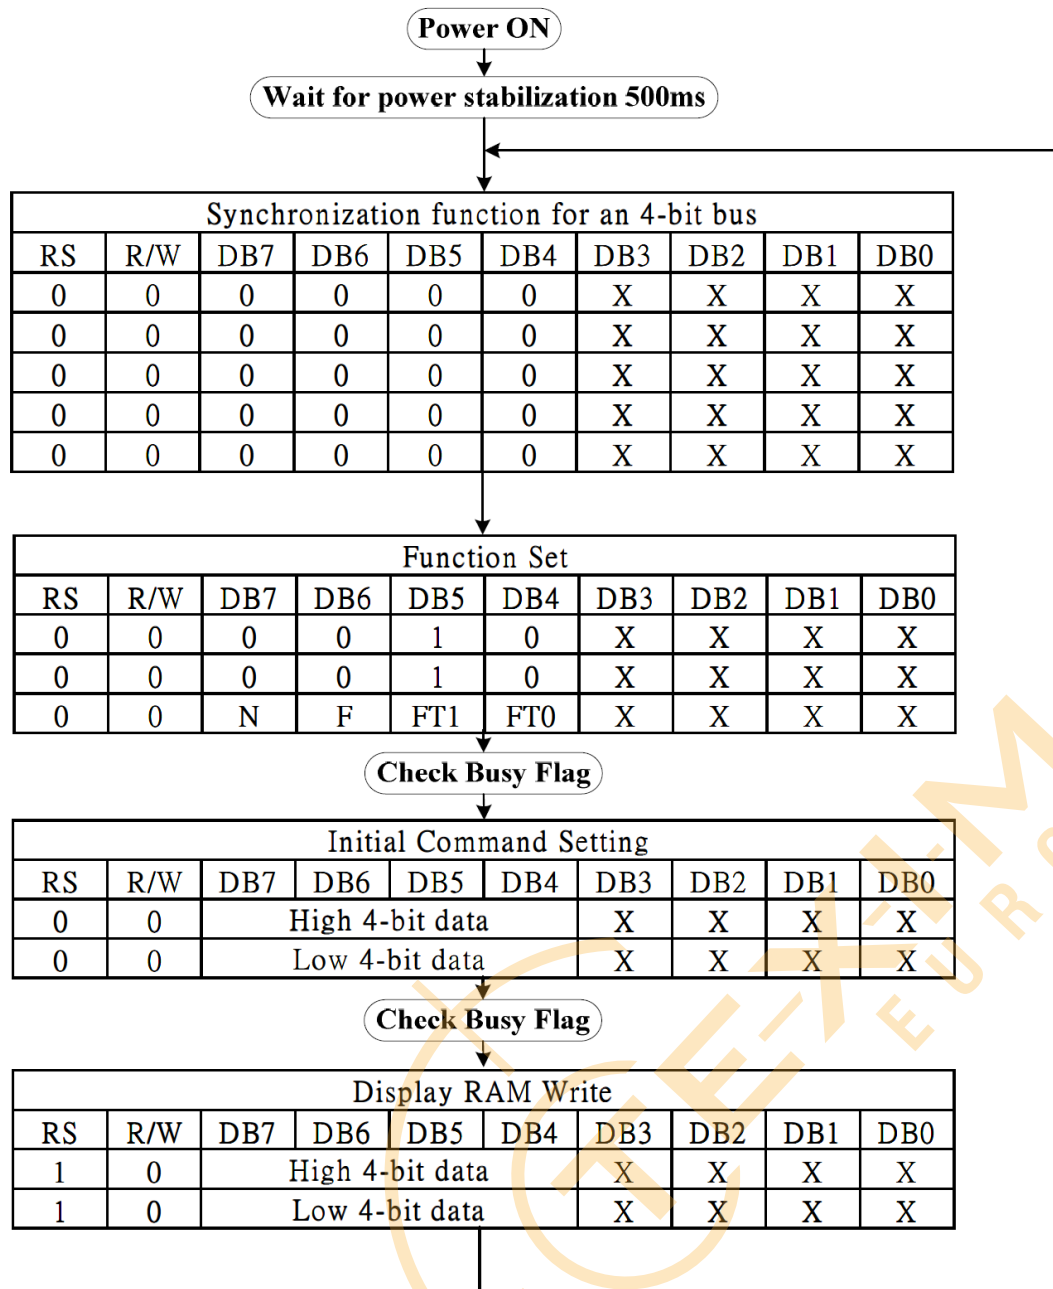 Power ON
Wait for power stabilization 500ms
Synchronization function for an 4-bit bus
RS R/W DB7 DB6 DB5 DB4 DB3 DB2 DB1 DB0
0 0 0 0 0 0 X X X X
0 0 0 0 0 0 X X X X
0 0 0 0 0 0 X X X X
0 0 0 0 0 0 X X X X
0 0 0 0 0 0 X X X X
Function Set
RS R/W DB7 DB6 DB5 DB4 DB3 DB2 DB1 DB0
0 0 0 0 1 0 X X X X
0 0 0 0 1 0 X X X X
0 0 N F FT1 FT0 X X X X
Check Busy Flag
Initial Command Setting
RS R/W DB7 DB6 DB5 DB4 DB3 DB2 DB1 DB0
0 0 High 4-bit data X X X X
0 0 Low 4-bit data X X X X
Check Busy Flag
Display RAM Write
RS R/W DB7 DB6 DB5 DB4 DB3 DB2 DB1 DB0
1 0 High 4-bit data X X X X
1 0 Low 4-bit data X X X X
TEXIM
EURO